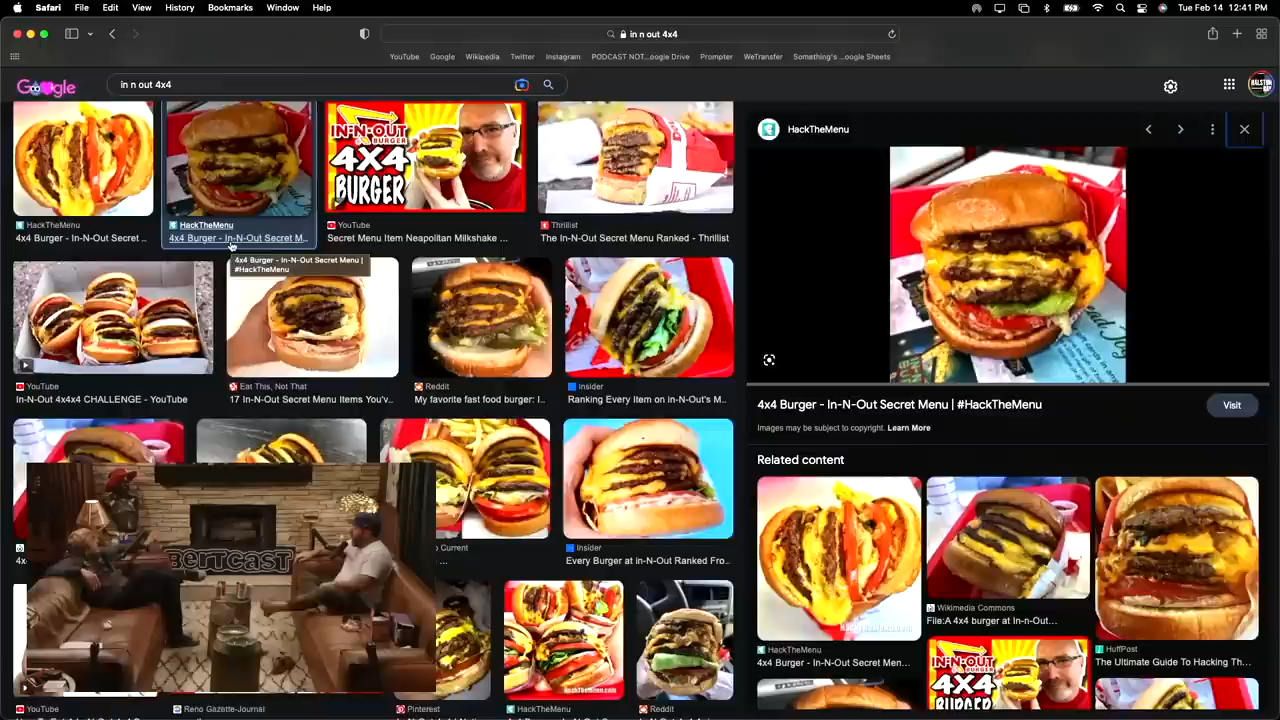 Safari File Edit View History Bookmarks Window Help
Tue Feb 14 12:41 PM
in n out 4x4
YouTube Google Wikipedia Twitter Instagram PODCAST NOT...oogle Drive Prompter WeTransfer Something's ...oogle Sheets
Google
in n out 4x4
HackTheMenu
4x4 Burger - In-N-Out Secret ..
HackTheMenu
4x4 Burger - In-N-Out Secret M...
4x4 Burger - In-N-Out Secret Menu |
#HackTheMenu
IN-N-OUT
BURGER
4X4
BURGER
YouTube
Secret Menu Item Neapolitan Milkshake ...
Thrillist
The In-N-Out Secret Menu Ranked - Thrillist
YouTube
In-N-Out 4x4x4 CHALLENGE - YouTube
Eat This, Not That
17 In-N-Out Secret Menu Items You'v...
Reddit
My favorite fast food burger: I...
Insider
Ranking Every Item on in-N-Out's M...
Current
...
Insider
Every Burger at in-N-Out Ranked Fro...
BERTCAST
YouTube
Reno Gazette-Journal
Pinterest
HackTheMenu.com
HackTheMenu
Reddit
HackTheMenu
4x4 Burger - In-N-Out Secret Menu | #HackTheMenu
Visit
Images may be subject to copyright. Learn More
Related content
HackTheMenu
4x4 Burger - In-N-Out Secret Men...
Wikimedia Commons
File:A 4x4 burger at In-n-Out...
HuffPost
The Ultimate Guide To Hacking Th...
IN-N-OUT
BURGER
4X4
BURGER